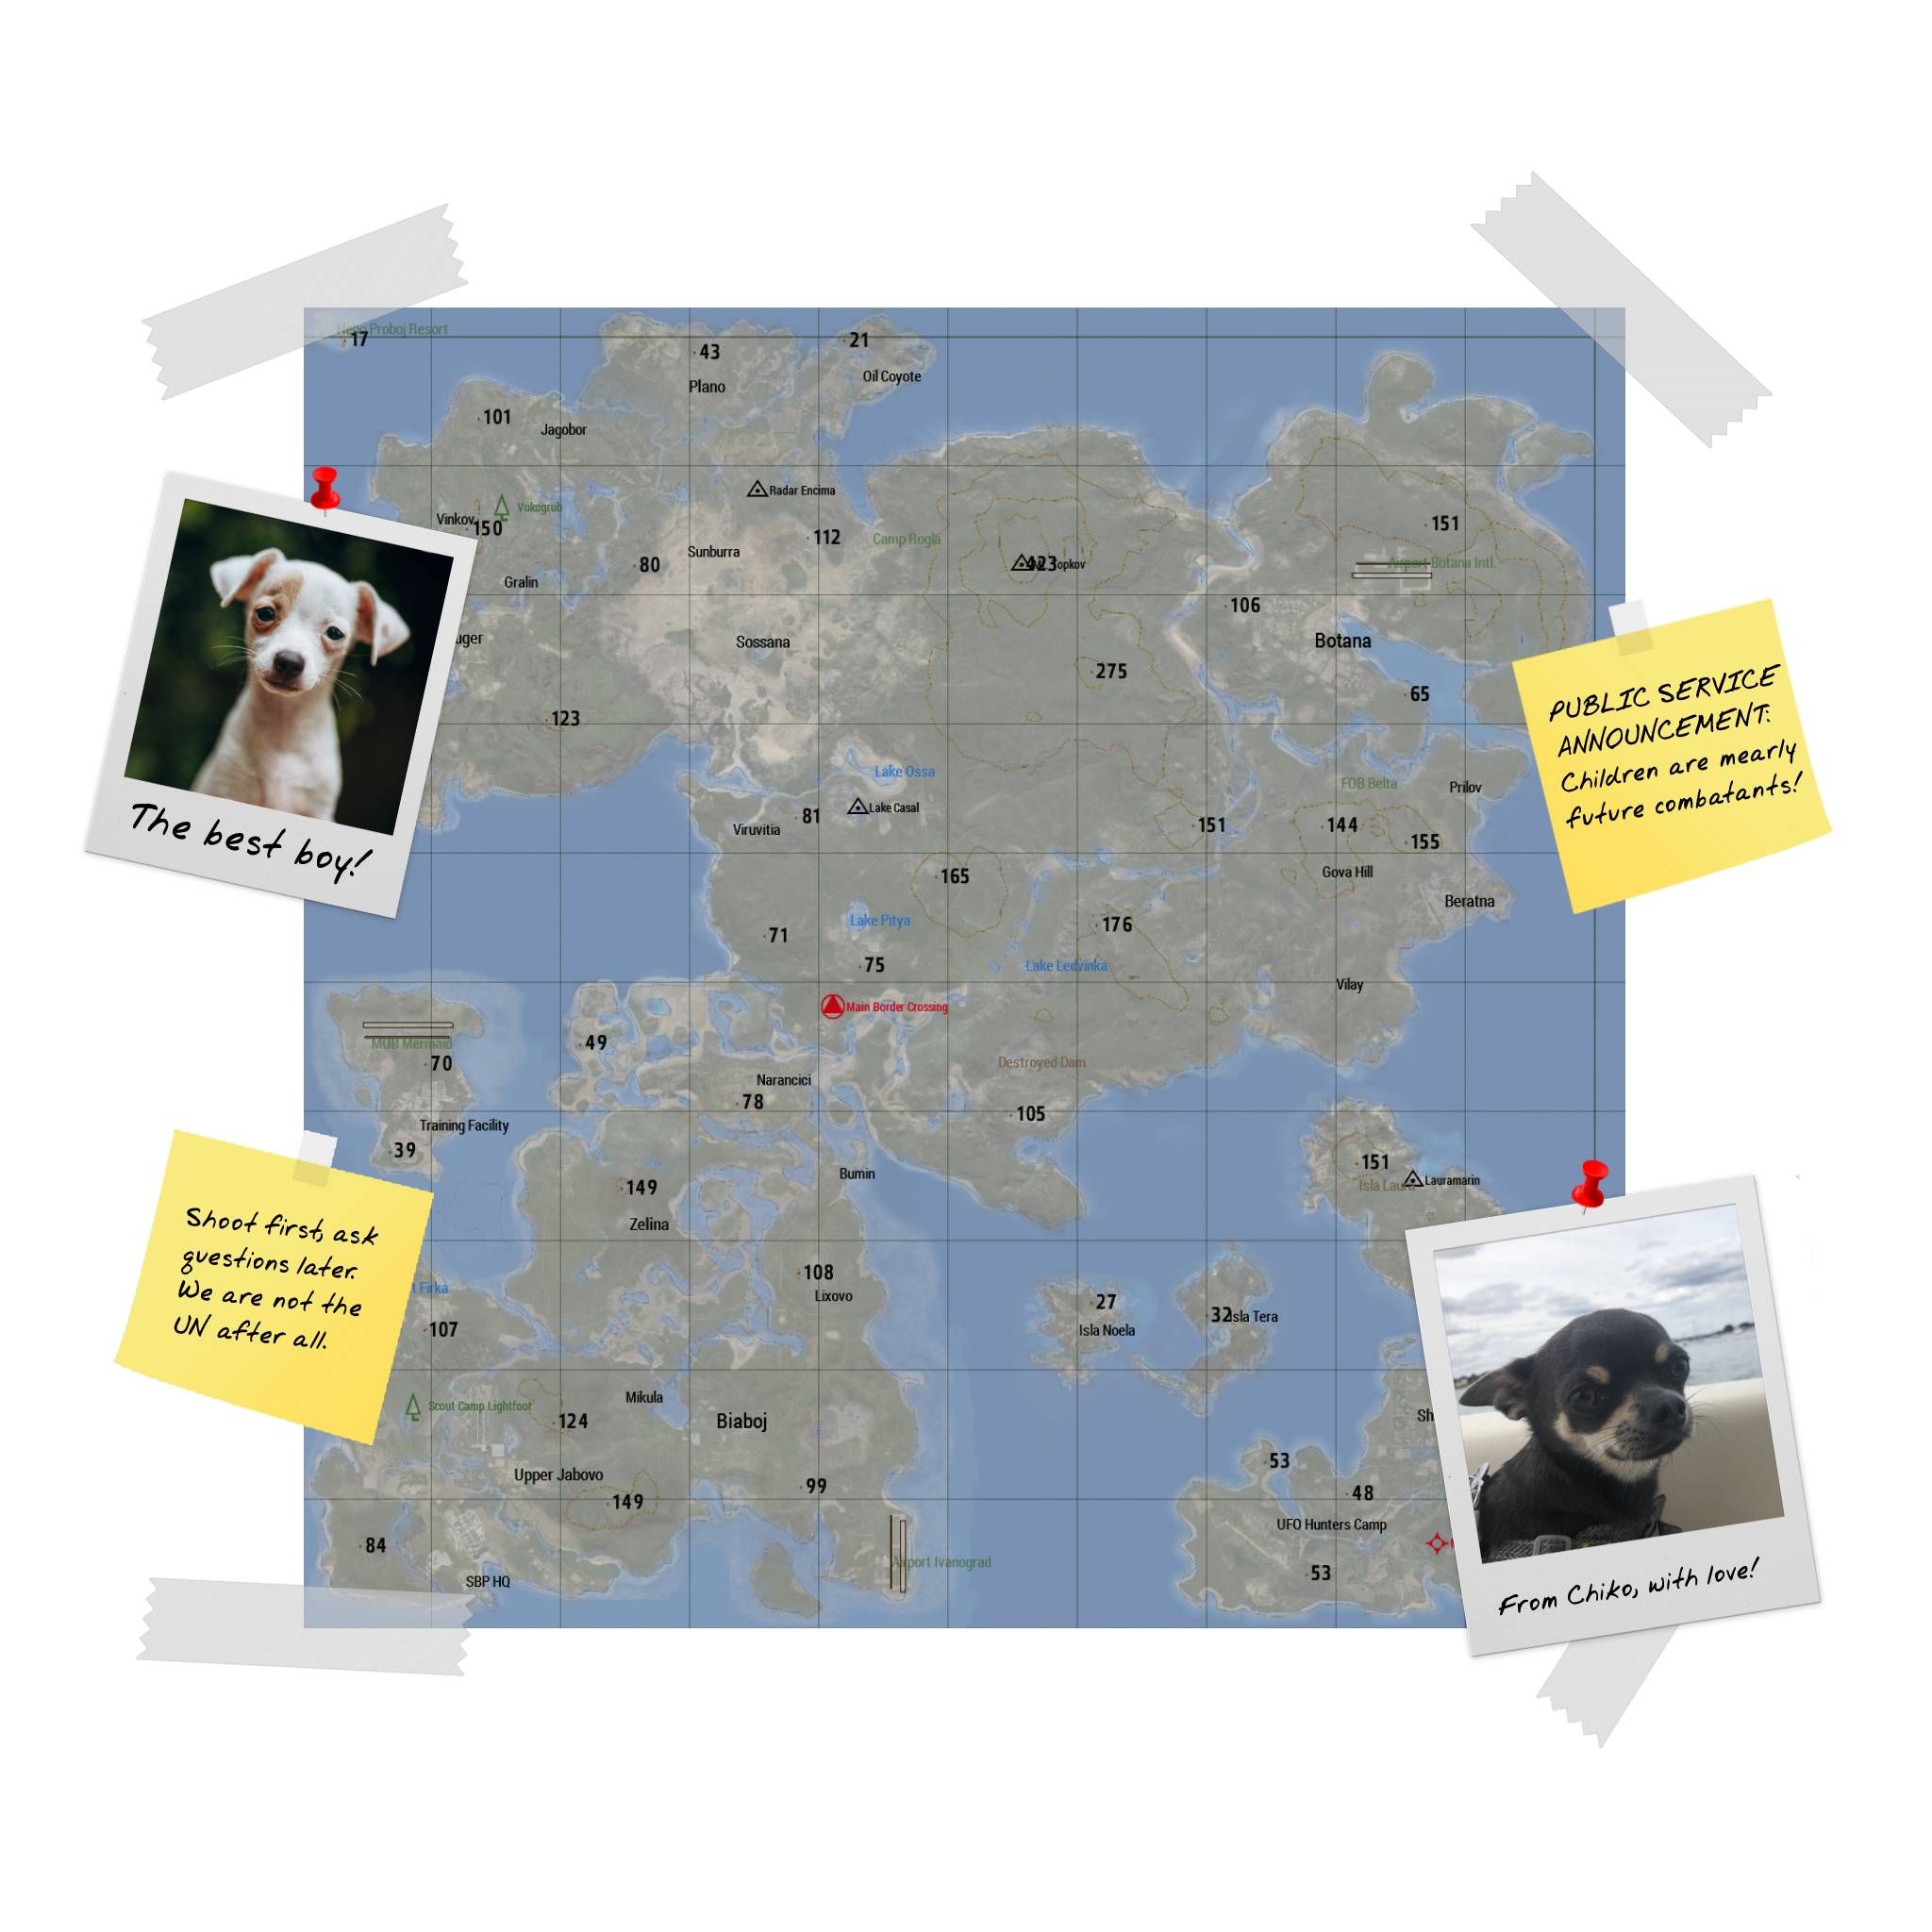 Nego Proboj Resort
17
43
21
Plano
Oil Coyote
101
Jagobor
Radar Encima
Vukogrub
Vinkov
150
112
151
Sunburra
Camp Rogla
80
423
opkov
Airport Botana Intl.
Gralin
106
uger
Sossana
Botana
275
65
123
Lake Ossa
FOB Belta
Prilov
Lake Casal
81
Viruvitia
151
144
155
165
Gova Hill
Beratna
Lake Pitya
176
71
75
Lake Ledvinka
Vilay
Main Border Crossing
MOB Mermaid
49
70
Destroyed Dam
Narancici
78
105
Training Facility
39
151
Bumin
Isla Laura
Lauramarin
149
Zelina
108
t Firka
Lixovo
27
32
Isla Tera
107
Isla Noela
Scout Camp Lightfoot
Mikula
124
Biaboj
Sh
53
Upper Jabovo
99
48
149
UFO Hunters Camp
84
Airport Ivanograd
53
SBP HQ
The best boy!
PUBLIC SERVICE
ANNOUNCEMENT:
Children are mearly
future combatants!
Shoot first, ask
questions later.
We are not the
UN after all.
From Chiko, with love!